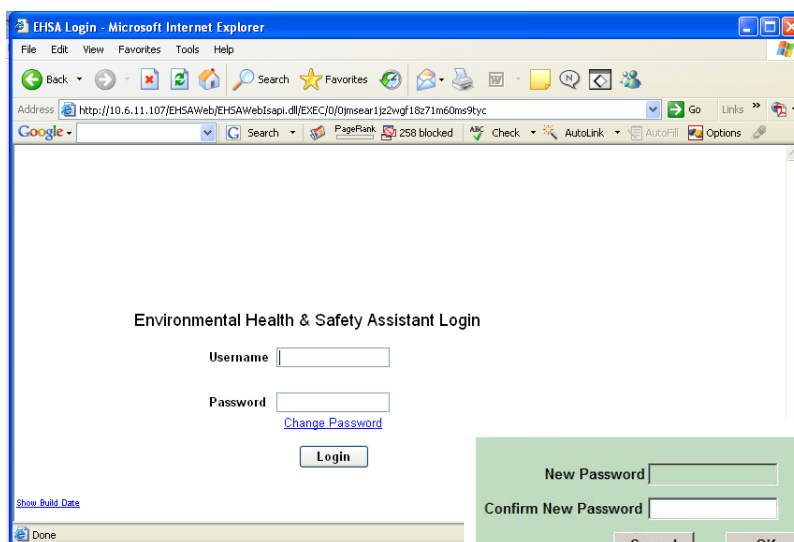 EHSA Login - Microsoft Internet Explorer
File Edit View Favorites Tools Help
Back Search Favorites
Address http://10.6.11.107/EHSAWeb/EHSAWebIsapi.dll/EXEC/0/0jmsear1jz2wgf18z71m60ms9tyc Go Links »
Google Search PageRank 258 blocked ABC Check AutoLink AutoFill Options
Environmental Health & Safety Assistant Login
Username
Password
Change Password
Login
New Password
Confirm New Password
Show Build Date
Done